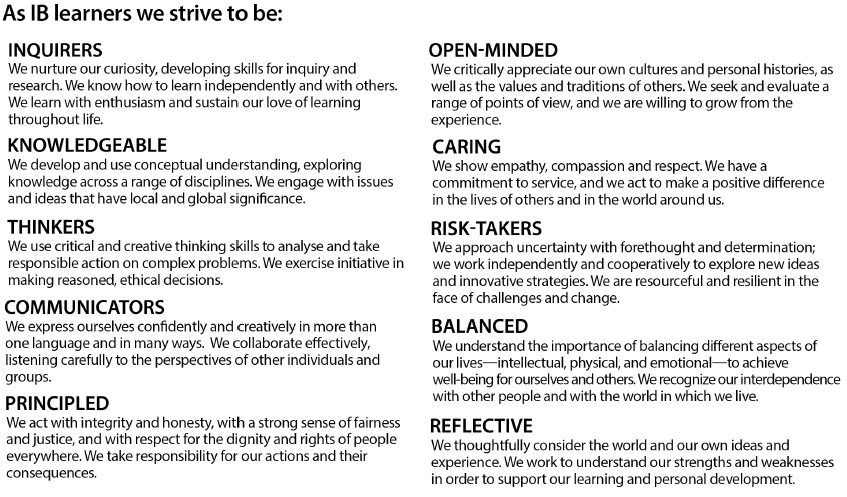 As IB learners we strive to be:
INQUIRERS
We nurture our curiosity, developing skills for inquiry and
research. We know how to learn independently and with others.
We learn with enthusiasm and sustain our love of learning
throughout life.
KNOWLEDGEABLE
We develop and use conceptual understanding, exploring
knowledge across a range of disciplines. We engage with issues
and ideas that have local and global significance.
THINKERS
We use critical and creative thinking skills to analyse and take
responsible action on complex problems. We exercise initiative in
making reasoned, ethical decisions.
COMMUNICATORS
We express ourselves confidently and creatively in more than
one language and in many ways. We collaborate effectively,
listening carefully to the perspectives of other individuals and
groups.
PRINCIPLED
We act with integrity and honesty, with a strong sense of fairness
and justice, and with respect for the dignity and rights of people
everywhere. We take responsibility for our actions and their
consequences.
OPEN-MINDED
We critically appreciate our own cultures and personal histories, as
well as the values and traditions of others. We seek and evaluate a
range of points of view, and we are willing to grow from the
experience.
CARING
We show empathy, compassion and respect. We have a
commitment to service, and we act to make a positive difference
in the lives of others and in the world around us.
RISK-TAKERS
We approach uncertainty with forethought and determination;
we work independently and cooperatively to explore new ideas
and innovative strategies. We are resourceful and resilient in the
face of challenges and change.
BALANCED
We understand the importance of balancing different aspects of
our lives—intellectual, physical, and emotional—to achieve
well-being for ourselves and others. We recognize our interdependence
with other people and with the world in which we live.
REFLECTIVE
We thoughtfully consider the world and our own ideas and
experience. We work to understand our strengths and weaknesses
in order to support our learning and personal development.